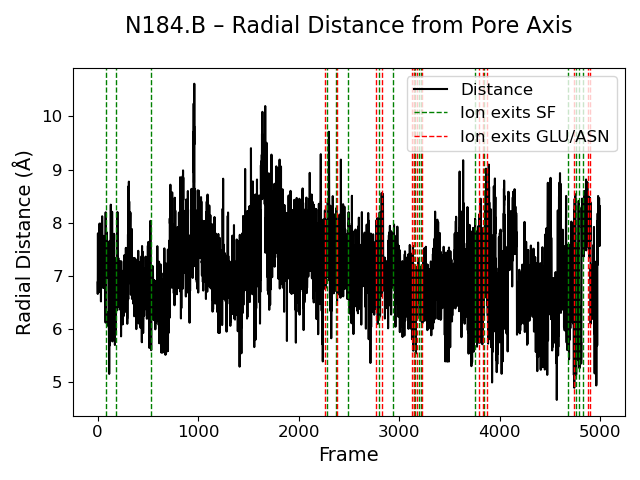 N184.B – Radial Distance from Pore Axis
Distance
Ion exits SF
Ion exits GLU/ASN
Radial Distance (Å)
10
9
8
7
6
5
0 1000 2000 3000 4000 5000
Frame